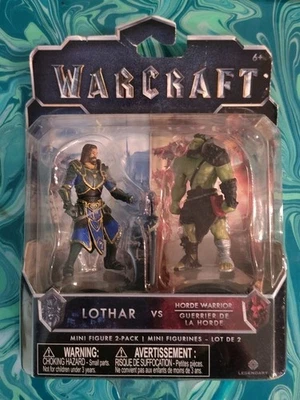 6+
WARCRAFT
LOTHAR VS HORDE WARRIOR
GUERRIER DE
LA HORDE
MINI FIGURE 2-PACK | MINI FIGURINES - LOT DE 2
WARNING:
CHOKING HAZARD - Small parts.
Not for children under 3 years.
AVERTISSEMENT:
RISQUE DE SUFFOCATION - Petites pièces.
Ne convient pas aux enfants de moins de 3 ans.
LEGENDARY